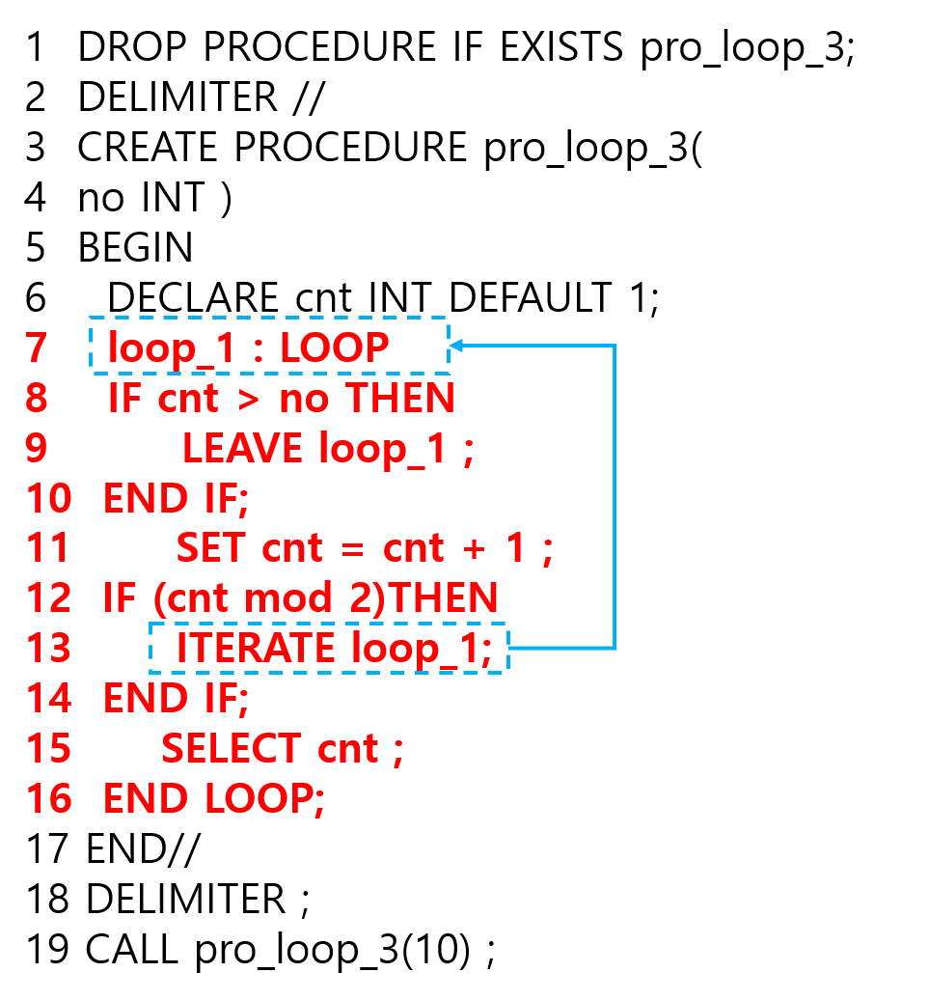 1 DROP PROCEDURE IF EXISTS pro_loop_3;
2 DELIMITER //
3 CREATE PROCEDURE pro_loop_3(
4 no INT )
5 BEGIN
6 DECLARE cnt INT DEFAULT 1;
7 loop_1 : LOOP
8 IF cnt > no THEN
9 LEAVE loop_1 ;
10 END IF;
11 SET cnt = cnt + 1 ;
12 IF (cnt mod 2)THEN
13 ITERATE loop_1;
14 END IF;
15 SELECT cnt ;
16 END LOOP;
17 END//
18 DELIMITER ;
19 CALL pro_loop_3(10) ;